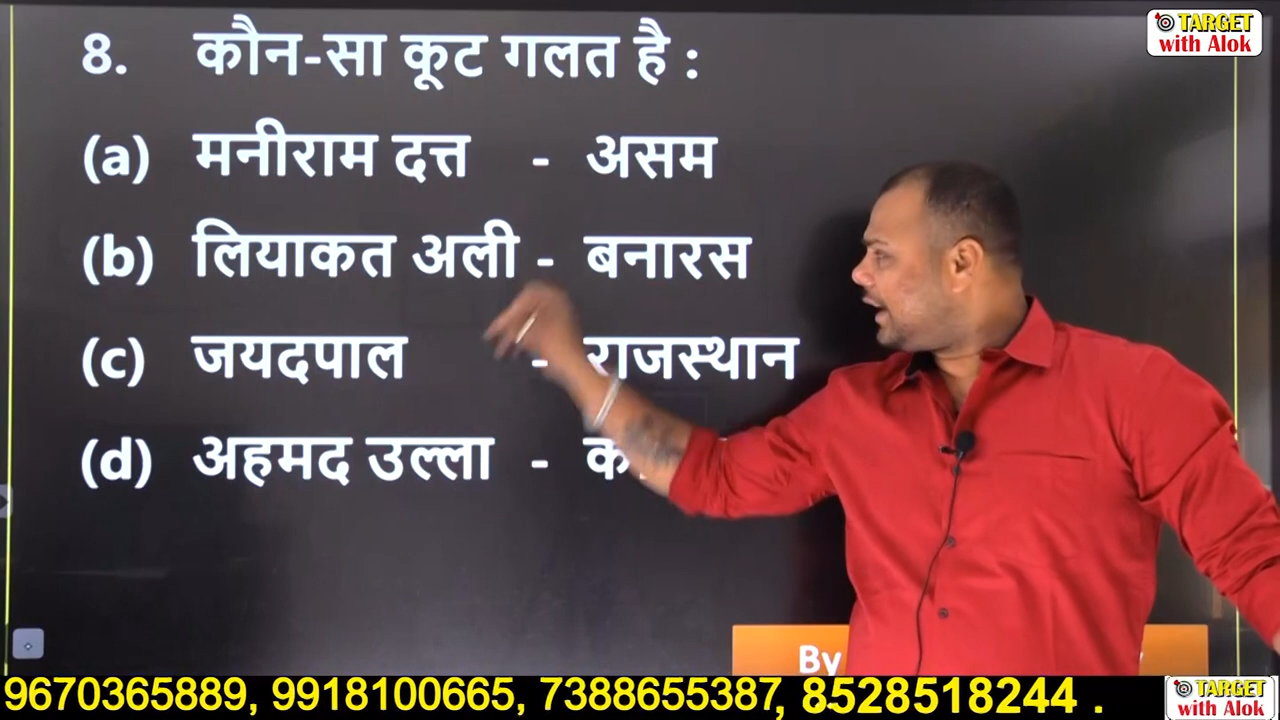 TARGET
with Alok
8. कौन-सा कूट गलत है :
(a) मनीराम दत्त - असम
(b) लियाकत अली - बनारस
(c) जयदपाल - राजस्थान
(d) अहमद उल्ला -
By
9670365889, 9918100665, 7388655387, 8528518244 .
TARGET
with Alok